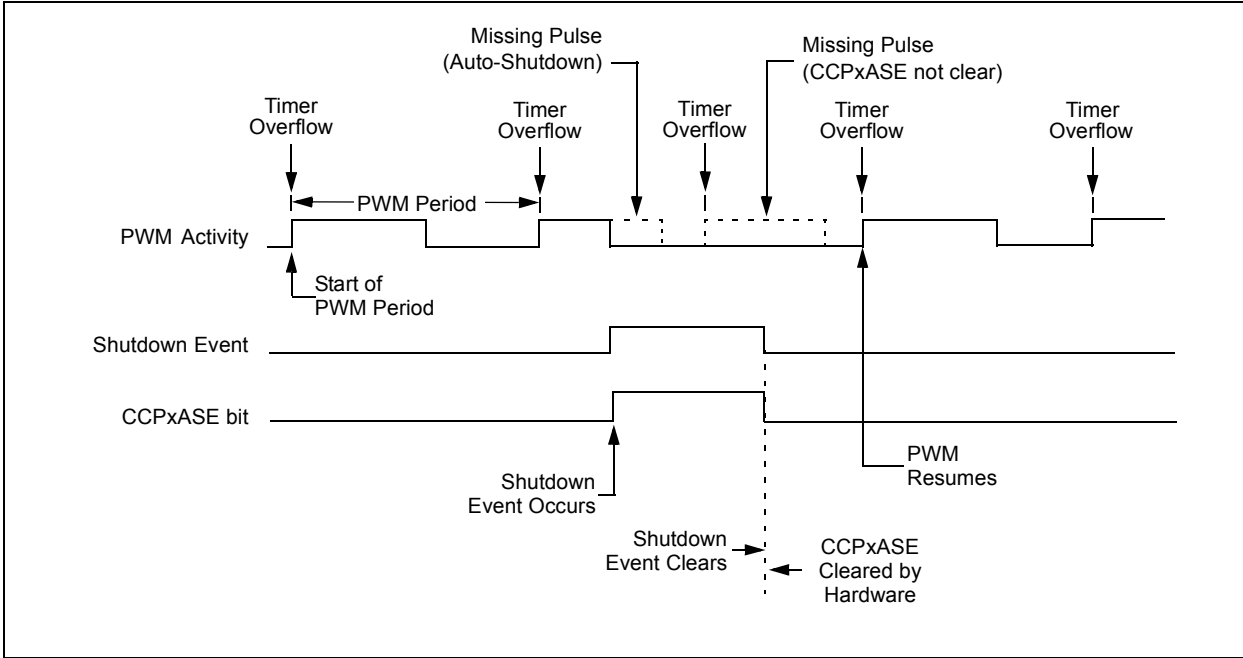 Missing Pulse
(Auto-Shutdown)
Missing Pulse
(CCPxASE not clear)
Timer
Overflow
Timer
Overflow
Timer
Overflow
Timer
Overflow
Timer
Overflow
PWM Period
PWM Activity
Start of
PWM Period
Shutdown Event
CCPxASE bit
Shutdown
Event Occurs
PWM
Resumes
Shutdown
Event Clears
CCPxASE
Cleared by
Hardware